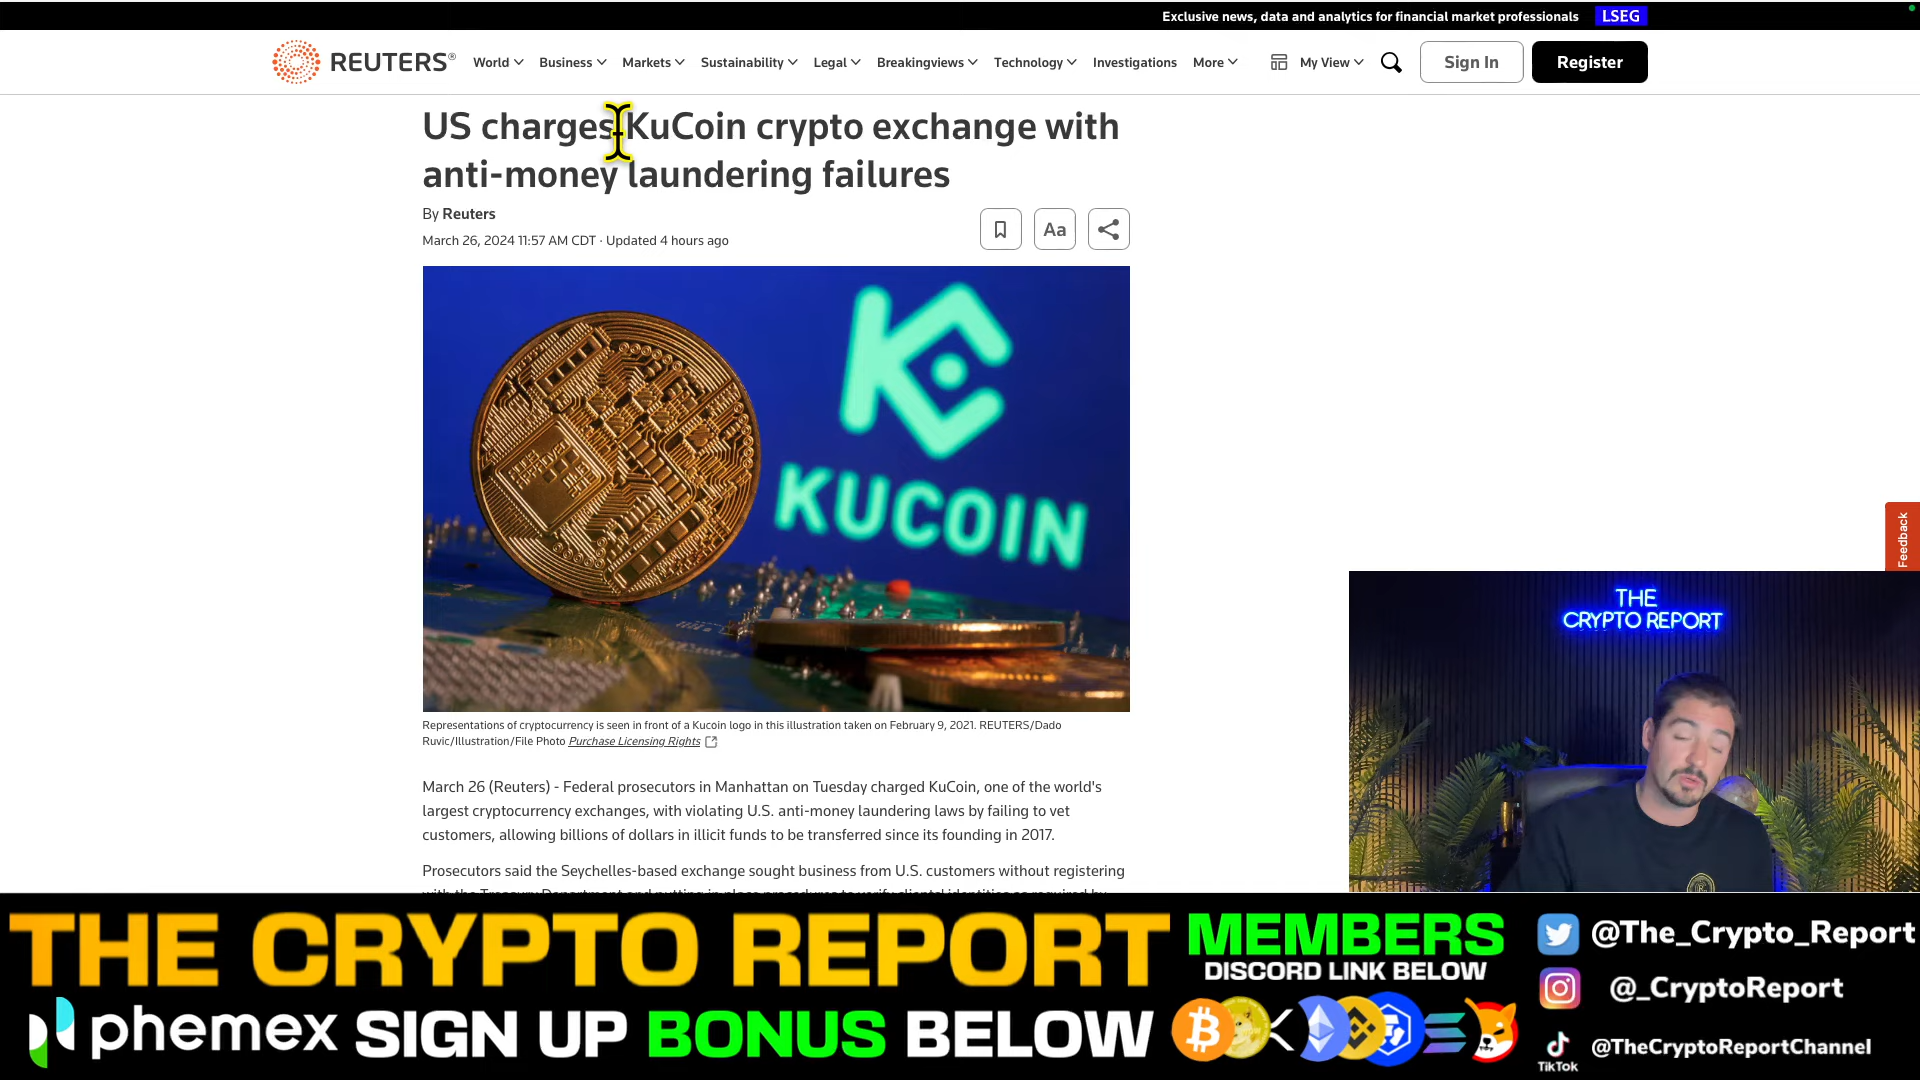 Exclusive news, data and analytics for financial market professionals LSEG
REUTERS® World Business Markets Sustainability Legal Breakingviews Technology Investigations More My View Sign In Register
US charges KuCoin crypto exchange with
anti-money laundering failures
By Reuters
March 26, 2024 11:57 AM CDT · Updated 4 hours ago
Aa
KUCOIN
Representations of cryptocurrency is seen in front of a Kucoin logo in this illustration taken on February 9, 2021. REUTERS/Dado
Ruvic/Illustration/File Photo Purchase Licensing Rights
March 26 (Reuters) - Federal prosecutors in Manhattan on Tuesday charged KuCoin, one of the world's
largest cryptocurrency exchanges, with violating U.S. anti-money laundering laws by failing to vet
customers, allowing billions of dollars in illicit funds to be transferred since its founding in 2017.
Prosecutors said the Seychelles-based exchange sought business from U.S. customers without registering
Feedback
THE
CRYPTO REPORT
THE CRYPTO REPORT
phemex SIGN UP BONUS BELOW
MEMBERS
DISCORD LINK BELOW
@The_Crypto_Report
@_CryptoReport
TikTok
@TheCryptoReportChannel